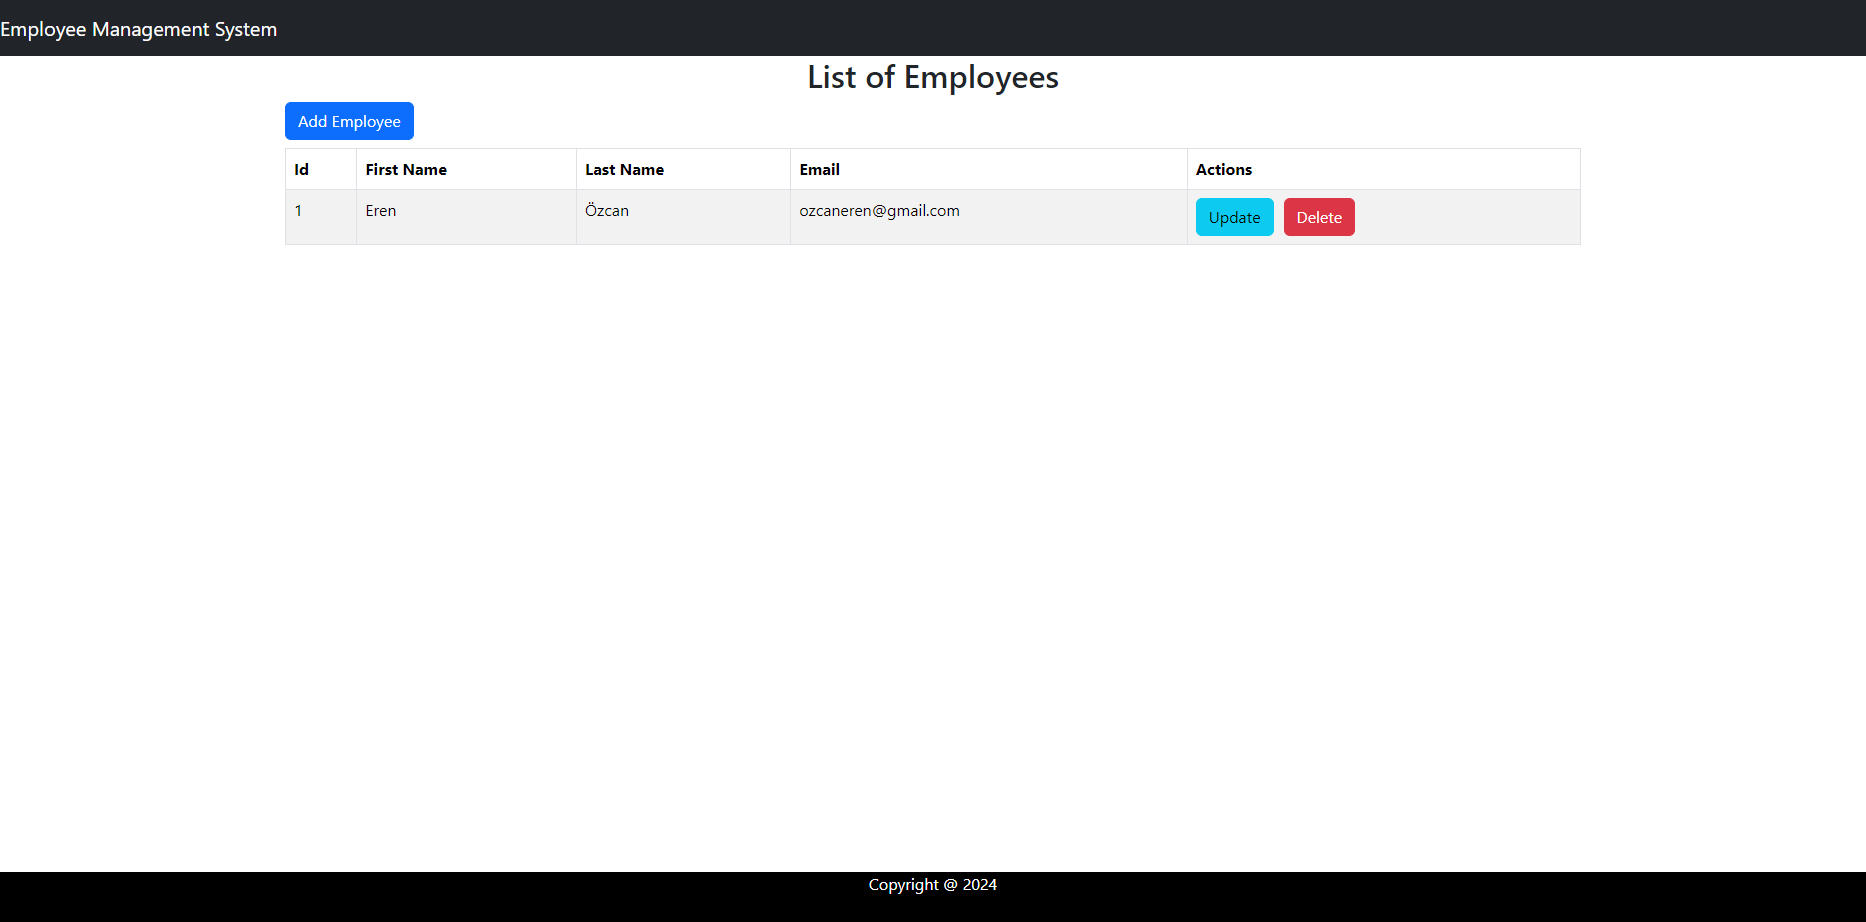 Employee Management System
List of Employees
Add Employee
Id First Name Last Name Email Actions
1 Eren Özcan ozcaneren@gmail.com Update Delete
Copyright @ 2024